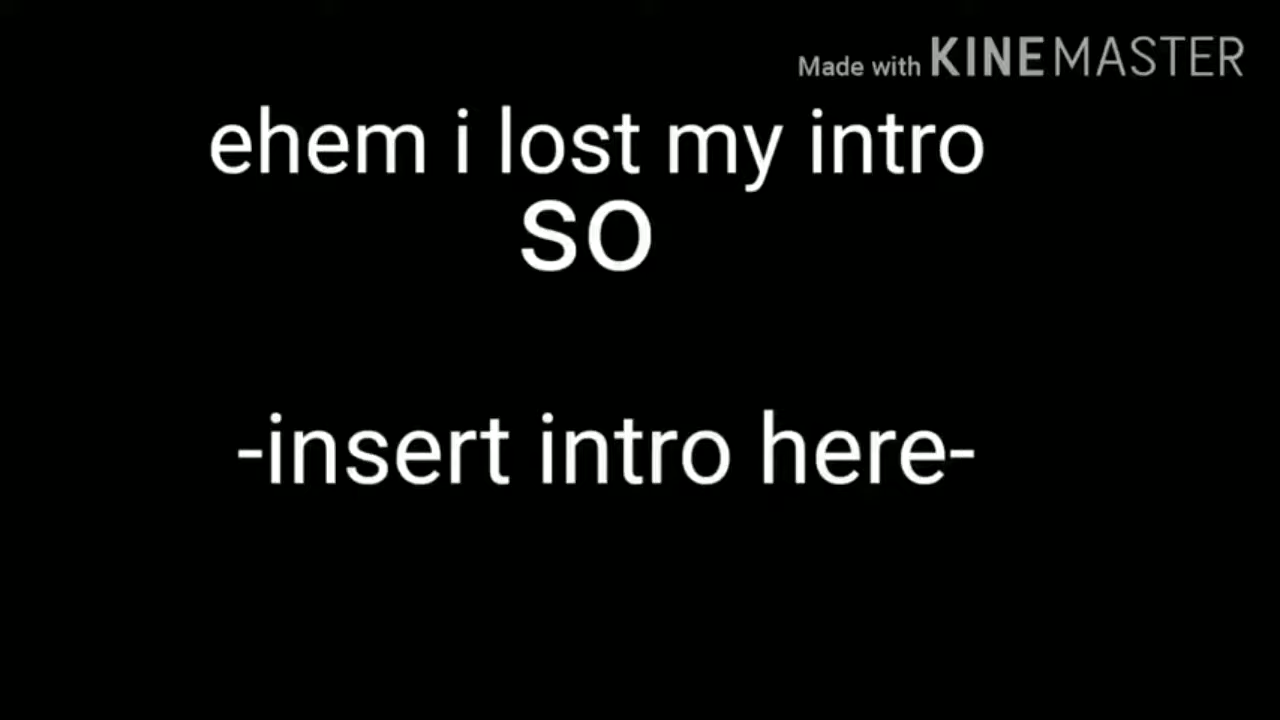 Made with KINEMASTER
ehem i lost my intro
so
-insert intro here-